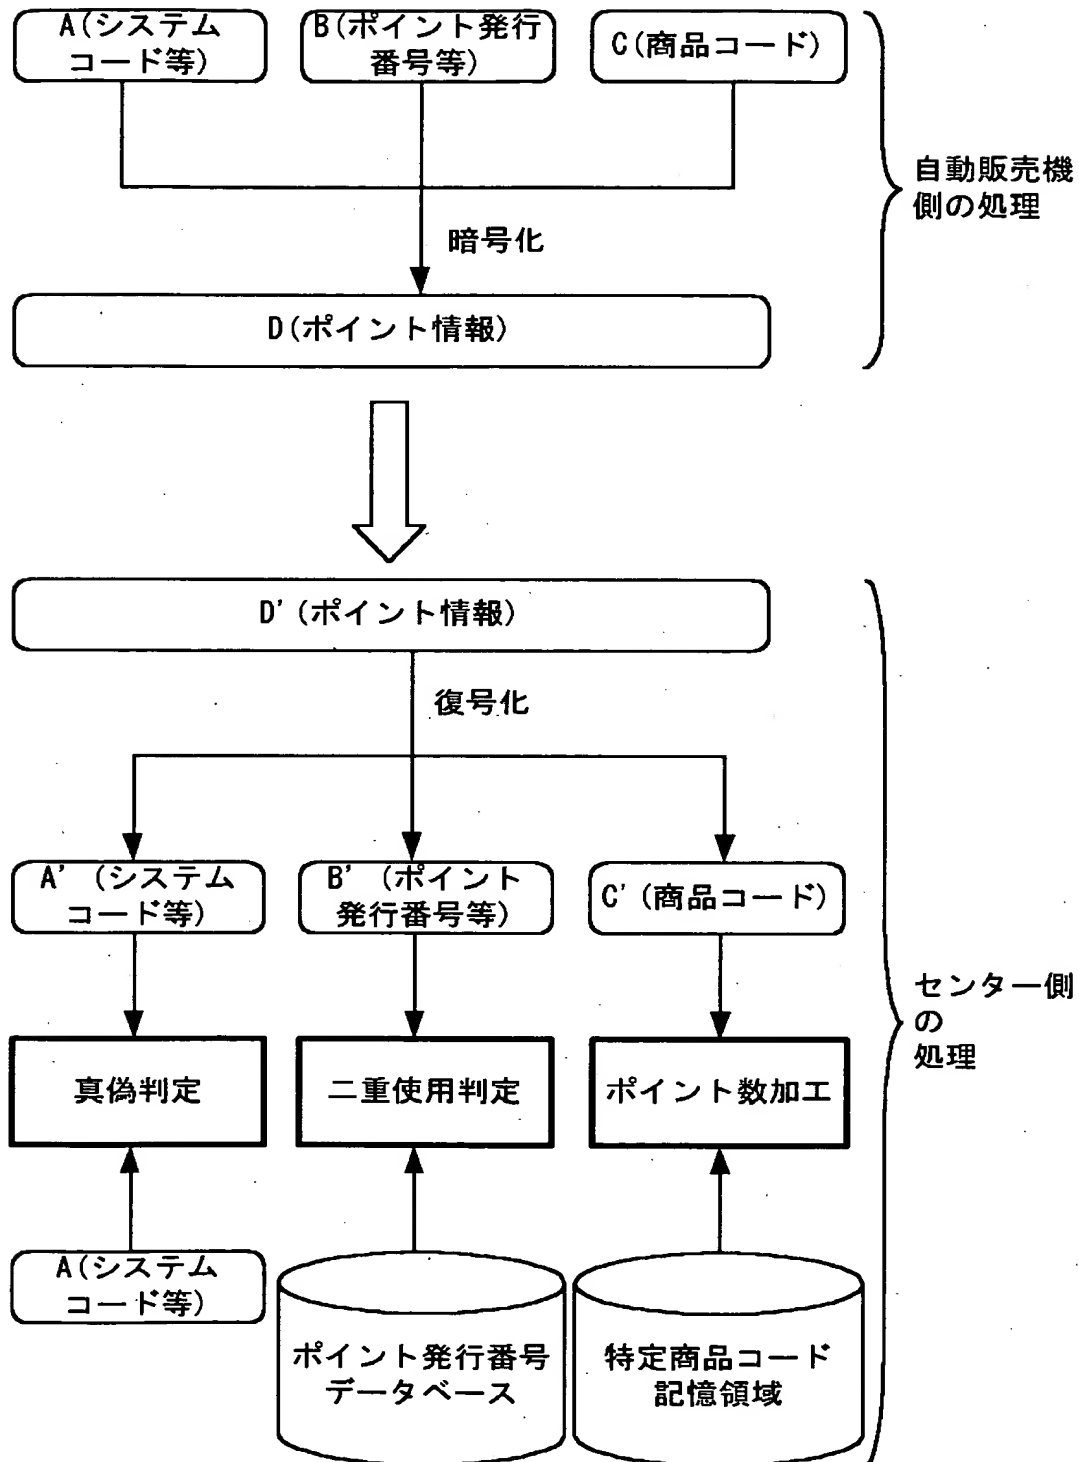 A(システム
コード等)
B(ポイント発行
番号等)
C(商品コード)
自動販売機
側の処理
暗号化
D(ポイント情報)
D'(ポイント情報)
復号化
A' (システム
コード等)
B' (ポイント
発行番号等)
C' (商品コード)
センター側
の
処理
真偽判定
二重使用判定
ポイント数加工
A(システム
コード等)
ポイント発行番号
データベース
特定商品コード
記憶領域